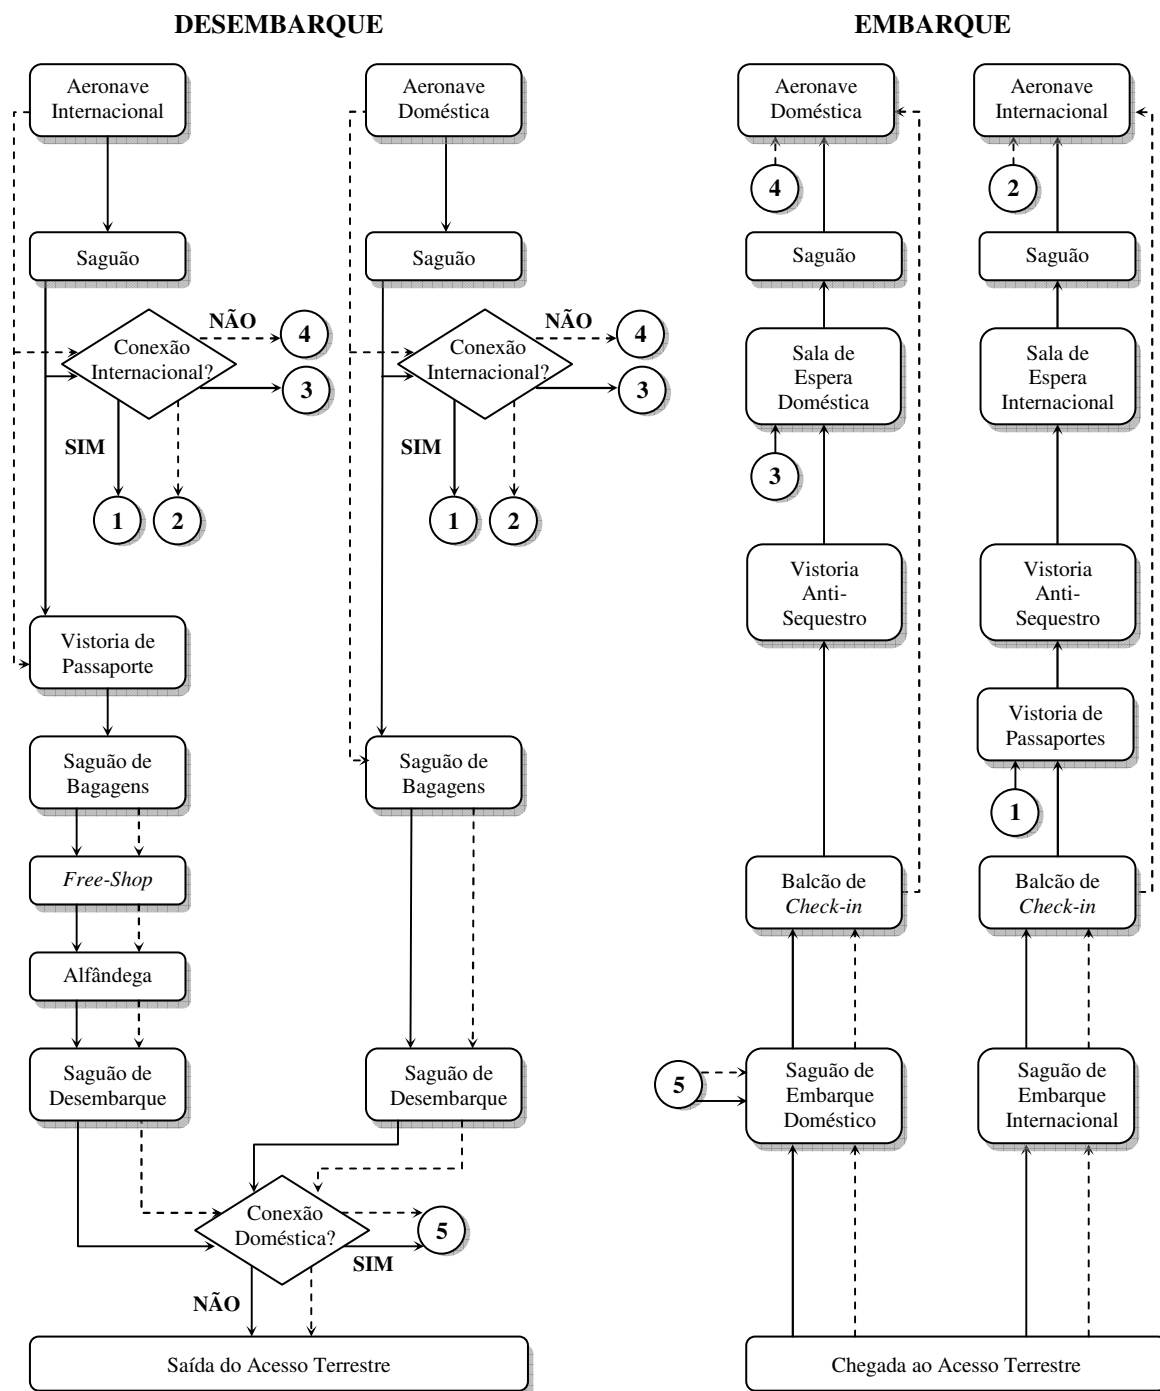 DESEMBARQUE
EMBARQUE
Aeronave
Internacional
Aeronave
Doméstica
Aeronave
Doméstica
Aeronave
Internacional
4
2
Saguão
Saguão
Saguão
Saguão
NÃO
4
Conexão
Internacional?
3
SIM
1
2
NÃO
4
Conexão
Internacional?
3
SIM
1
2
Sala de
Espera
Doméstica
Sala de
Espera
Internacional
3
Vistoria
Anti-
Sequestro
Vistoria
Anti-
Sequestro
Vistoria de
Passaporte
Vistoria de
Passaportes
1
Saguão de
Bagagens
Saguão de
Bagagens
Free-Shop
Balcão de
Check-in
Balcão de
Check-in
Alfândega
Saguão de
Desembarque
Saguão de
Desembarque
5
Saguão de
Embarque
Doméstico
Saguão de
Embarque
Internacional
Conexão
Doméstica?
5
SIM
NÃO
Saída do Acesso Terrestre
Chegada ao Acesso Terrestre